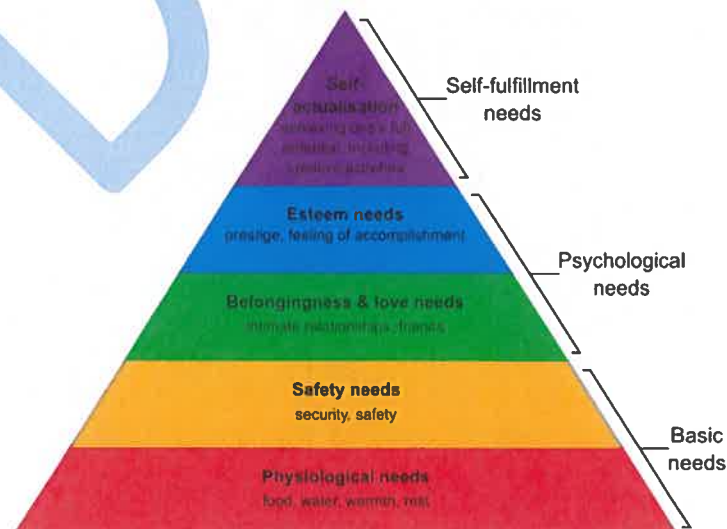 Self-
actualisation
achieving one's full
potential, including
creative activities
Self-fulfillment
needs
Esteem needs
prestige, feeling of accomplishment
Psychological
needs
Belongingness & love needs
intimate relationships, friends
Safety needs
security, safety
Basic
needs
Physiological needs
food, water, warmth, rest